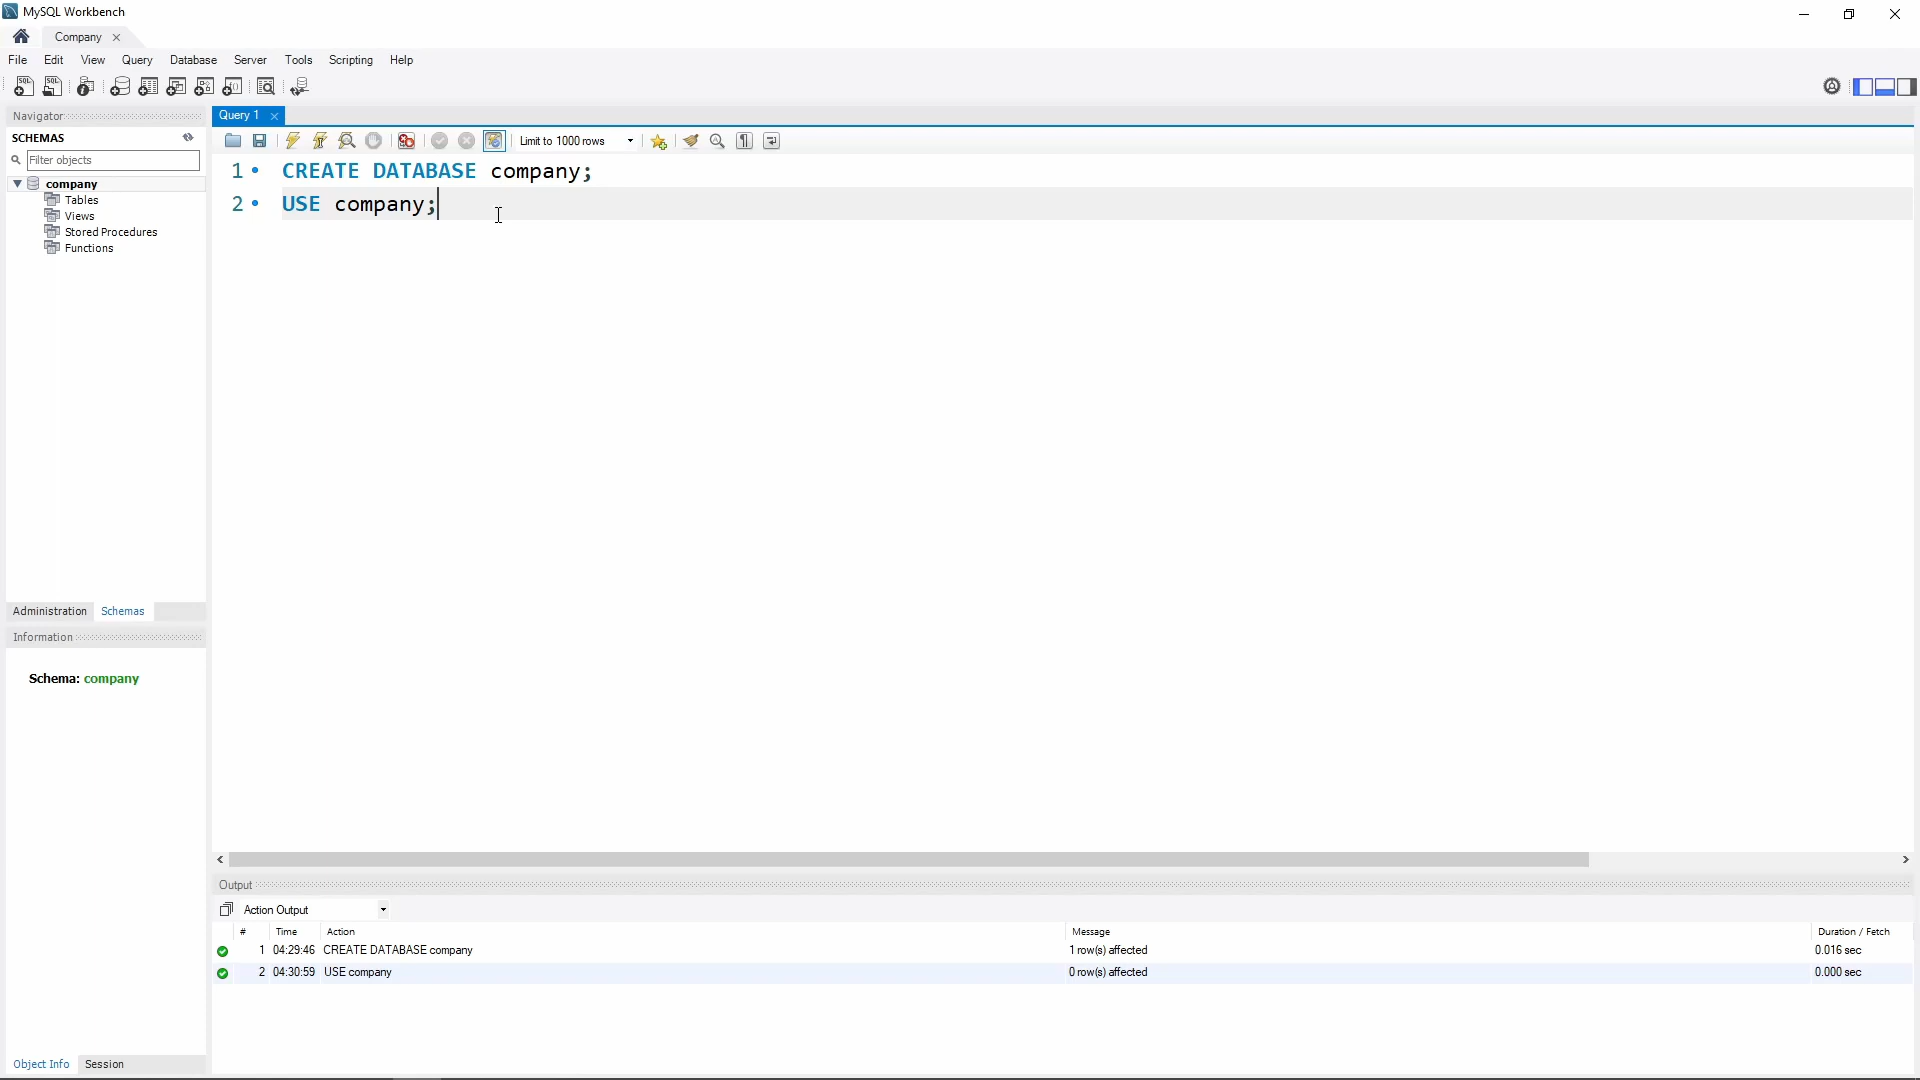 MySQL Workbench
Company
File Edit View Query Database Server Tools Scripting Help
Navigator
SCHEMAS
Filter objects
company
Tables
Views
Stored Procedures
Functions
Administration Schemas
Information
Schema: company
Object Info Session
Query 1
Limit to 1000 rows
1 CREATE DATABASE company;
2 USE company;
Output
Action Output
# Time Action Message Duration / Fetch
1 04:29:46 CREATE DATABASE company 1 row(s) affected 0.016 sec
2 04:30:59 USE company 0 row(s) affected 0.000 sec